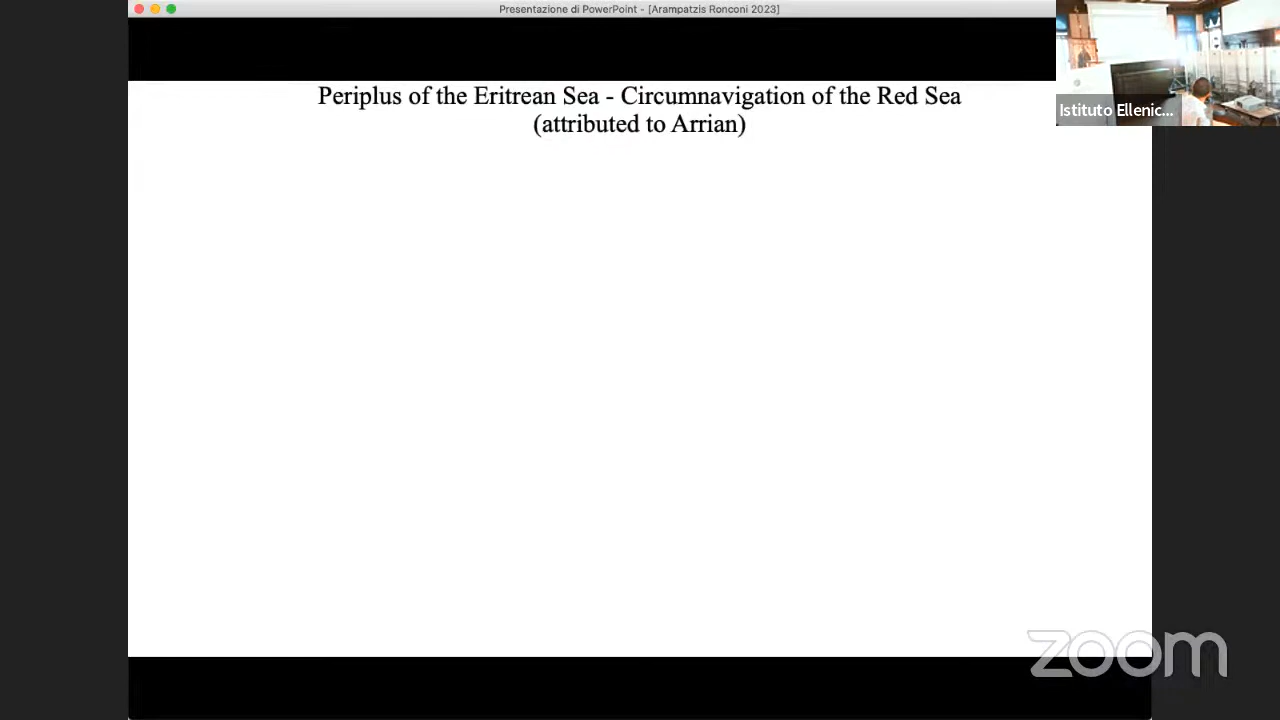 Presentazione di PowerPoint - [Arampatzis Ronconi 2023]
Periplus of the Eritrean Sea - Circumnavigation of the Red Sea
(attributed to Arrian)
Istituto Ellenic...
zoom